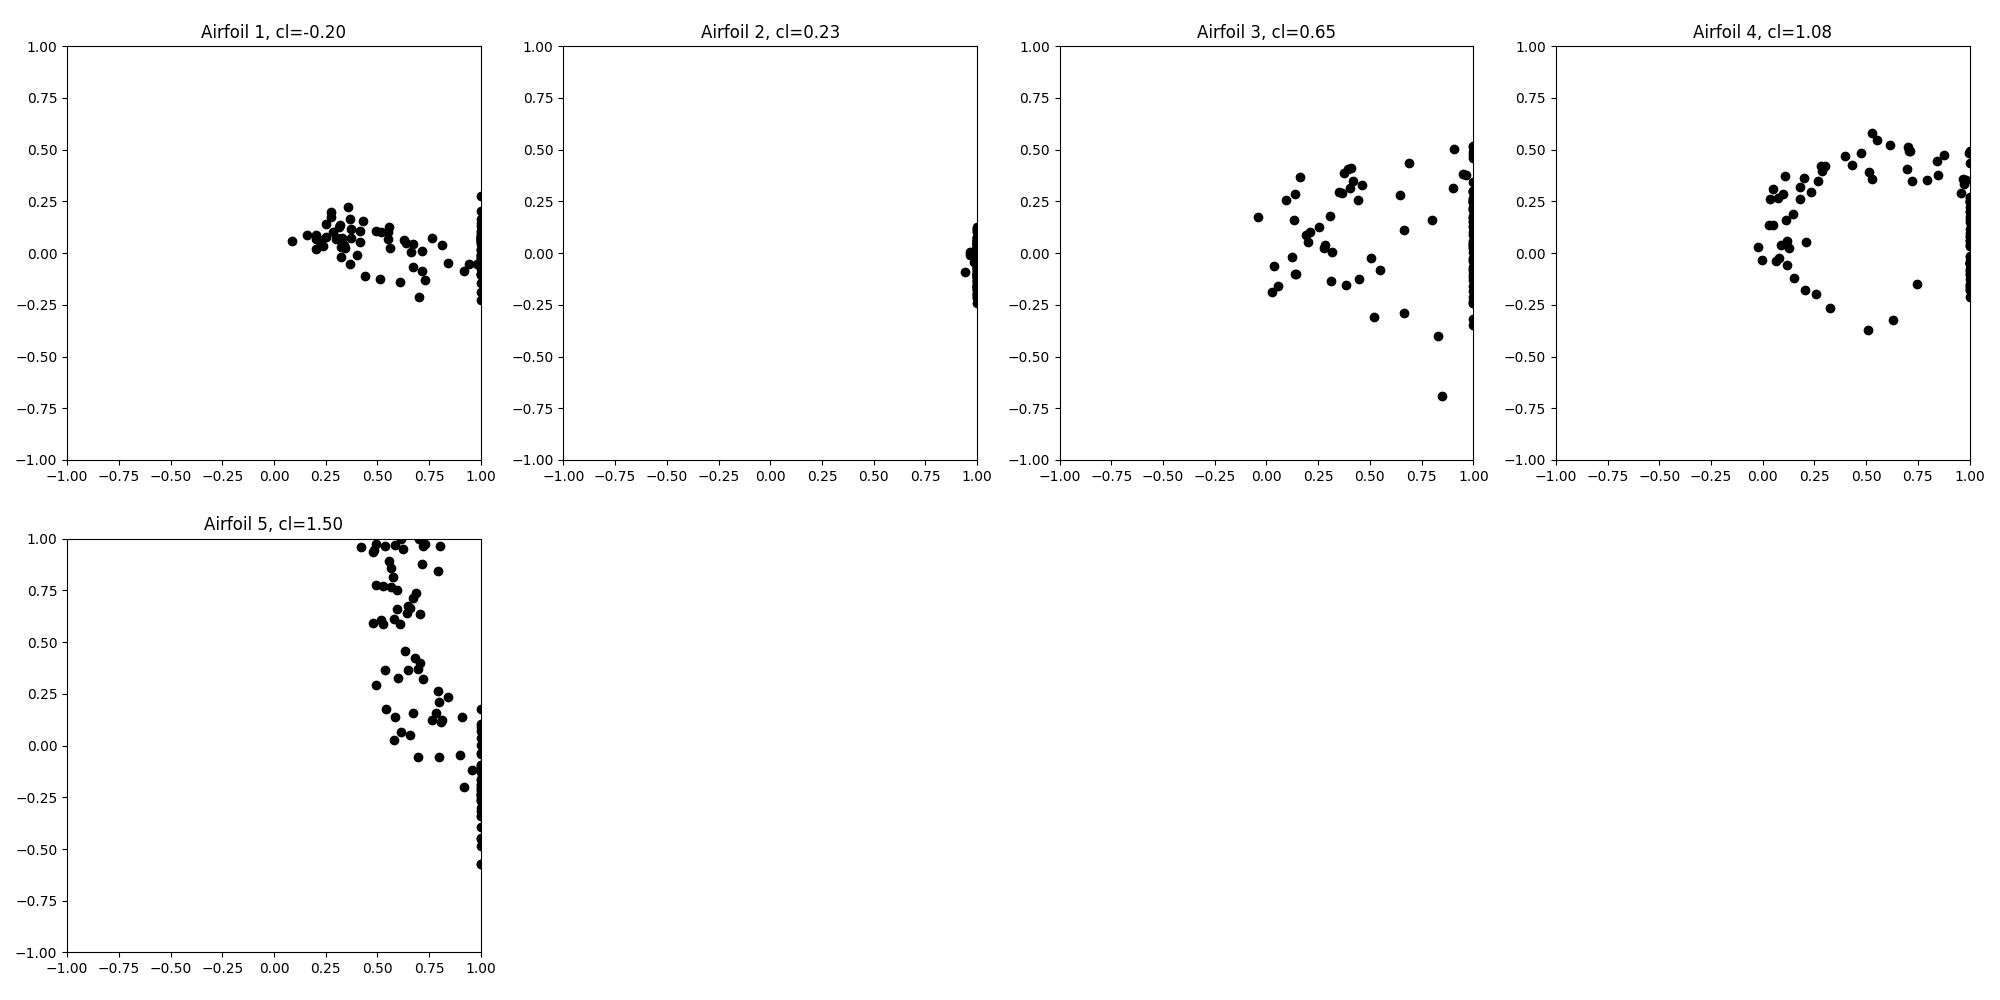 Airfoil 1, cl=-0.20
Airfoil 2, cl=0.23
Airfoil 3, cl=0.65
Airfoil 4, cl=1.08
1.00 1.00 1.00 1.00
0.75 0.75 0.75 0.75
0.50 0.50 0.50 0.50
0.25 0.25 0.25 0.25
0.00 0.00 0.00 0.00
−0.25 −0.25 −0.25 −0.25
−0.50 −0.50 −0.50 −0.50
−0.75 −0.75 −0.75 −0.75
−1.00 −1.00 −1.00 −1.00
−1.00 −0.75 −0.50 −0.25 0.00 0.25 0.50 0.75 1.00
−1.00 −0.75 −0.50 −0.25 0.00 0.25 0.50 0.75 1.00
−1.00 −0.75 −0.50 −0.25 0.00 0.25 0.50 0.75 1.00
−1.00 −0.75 −0.50 −0.25 0.00 0.25 0.50 0.75 1.00
Airfoil 5, cl=1.50
1.00
0.75
0.50
0.25
0.00
−0.25
−0.50
−0.75
−1.00
−1.00 −0.75 −0.50 −0.25 0.00 0.25 0.50 0.75 1.00